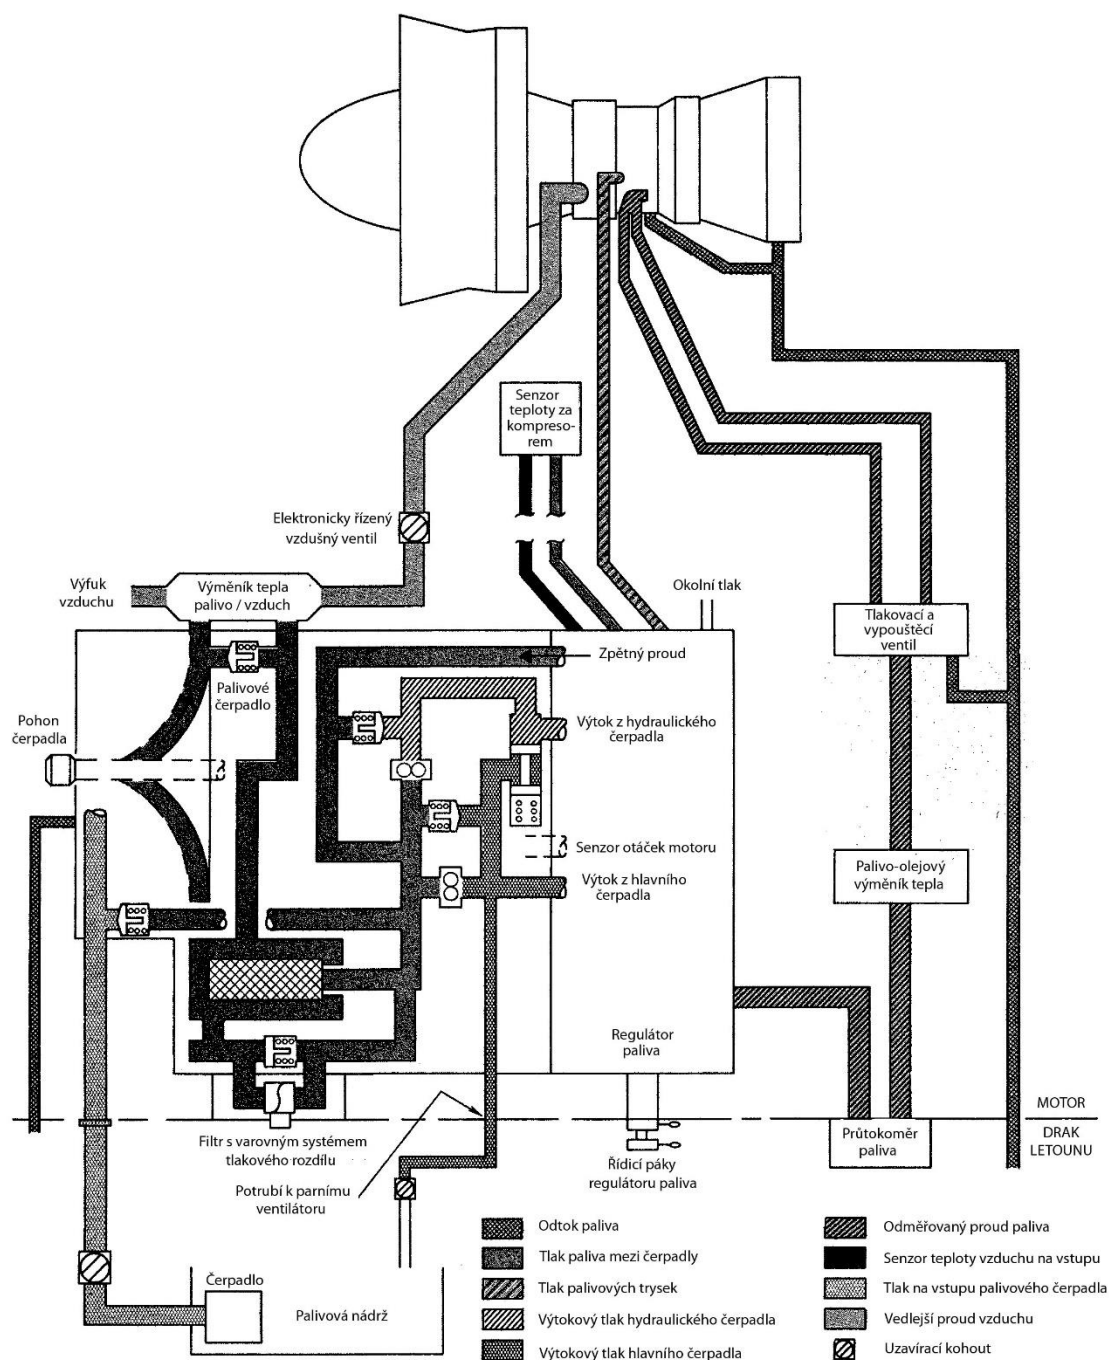 Senzor
teploty za
kompreso-
rem
Elektronicky řízený
vzdušný ventil
Výfuk
vzduchu
Výměník tepla
palivo / vzduch
Okolní tlak
Tlakovací a
vypouštěcí
ventil
Zpětný proud
Palivové
čerpadlo
Pohon
čerpadla
Výtok z hydraulického
čerpadla
Senzor otáček motoru
Výtok z hlavního
čerpadla
Palivo-olejový
výměník tepla
Regulátor
paliva
MOTOR
DRAK
LETOUNU
Průtokoměr
paliva
Filtr s varovným systémem
tlakového rozdílu
Řídicí páky
regulátoru paliva
Potrubí k parnímu
ventilátoru
Čerpadlo
Palivová nádrž
Odtok paliva
Tlak paliva mezi čerpadly
Tlak palivových trysek
Výtokový tlak hydraulického čerpadla
Výtokový tlak hlavního čerpadla
Odměřovaný proud paliva
Senzor teploty vzduchu na vstupu
Tlak na vstupu palivového čerpadla
Vedlejší proud vzduchu
Uzavírací kohout